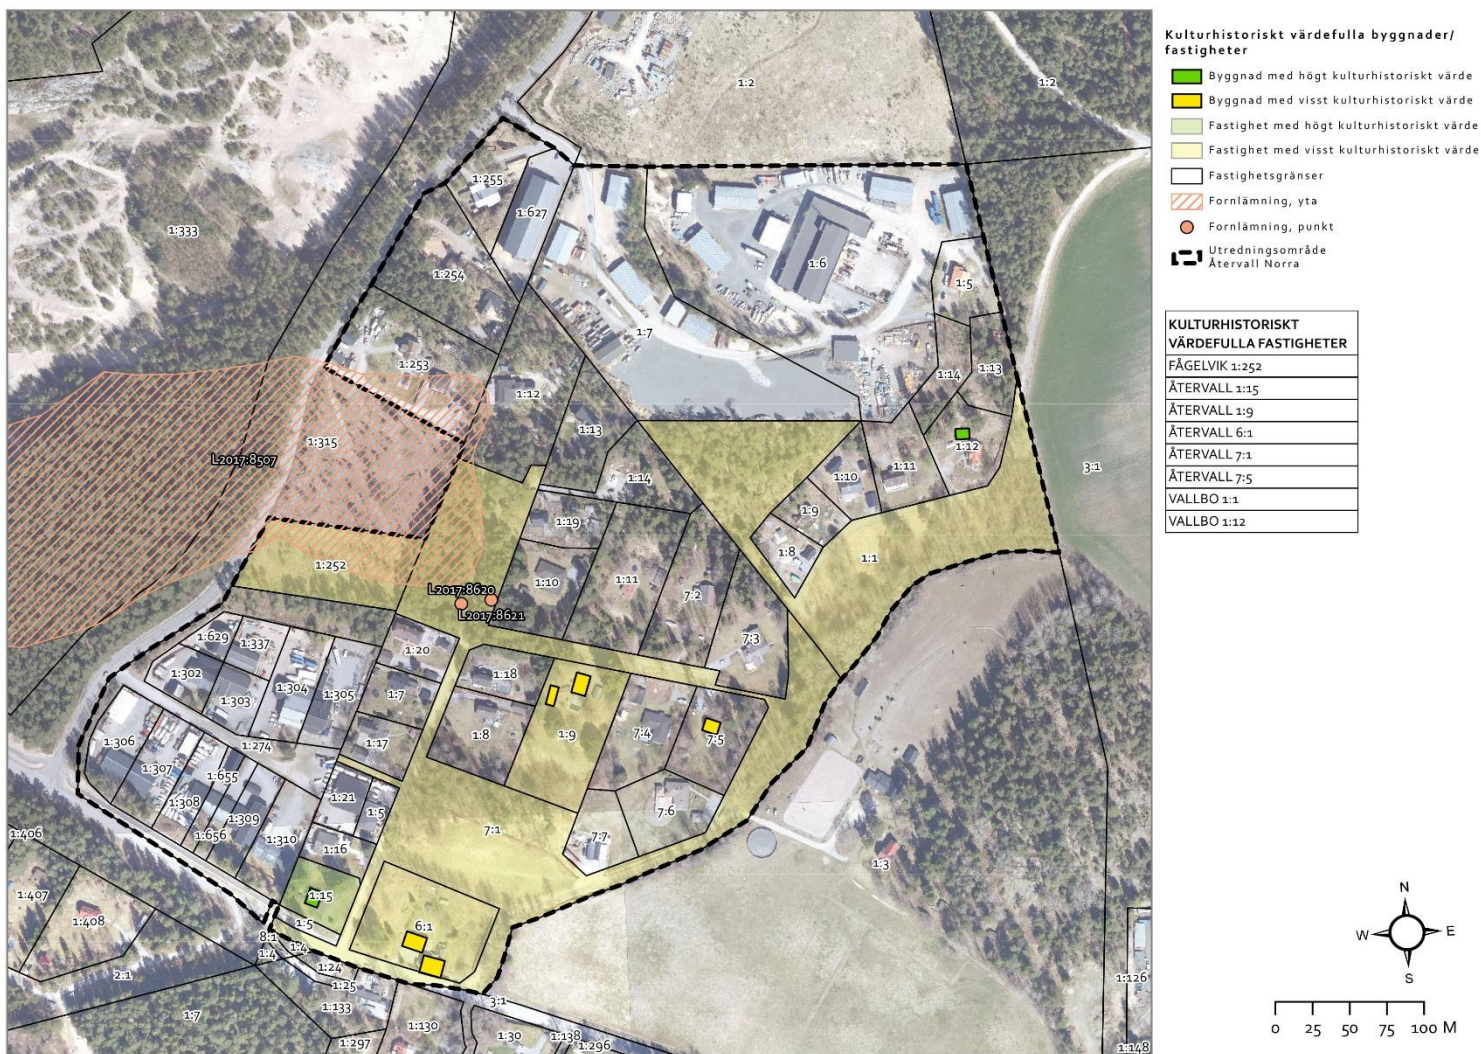 Kulturhistoriskt värdefulla byggnader/
fastigheter
Byggnad med högt kulturhistoriskt värde
Byggnad med visst kulturhistoriskt värde
Fastighet med högt kulturhistoriskt värde
Fastighet med visst kulturhistoriskt värde
Fastighetsgränser
Fornlämning, yta
Fornlämning, punkt
Utredningsområde
Återvall Norra
KULTURHISTORISKT
VÄRDEFULLA FASTIGHETER
FÅGELVIK 1:252
ÅTERVALL 1:15
ÅTERVALL 1:9
ÅTERVALL 6:1
ÅTERVALL 7:1
ÅTERVALL 7:5
VALLBO 1:1
VALLBO 1:12
1:2
1:2
1:255
1:627
1:333
1:254
1:6
1:5
1:7
1:253
1:12
1:14
1:13
1:13
1:315
L2017:8507
1:12
3:1
1:14
1:10
1:11
1:9
1:19
1:8
1:1
1:252
1:10
1:11
7:2
L2017:8620
L2017:8621
7:3
1:629
1:337
1:20
1:302
1:304
1:305
1:18
1:7
1:303
1:8
1:9
7:4
7:5
1:306
1:274
1:17
1:307
1:655
1:308
1:21
1:5
1:309
1:656
1:310
1:16
7:1
7:6
7:7
1:3
1:406
1:407
1:408
1:15
1:5
6:1
8:1
1:4
1:4
2:1
1:24
1:25
3:1
1:133
1:7
1:130
1:297
1:30
1:138
1:296
1:126
1:148
N
W
E
S
0 25 50 75 100 M